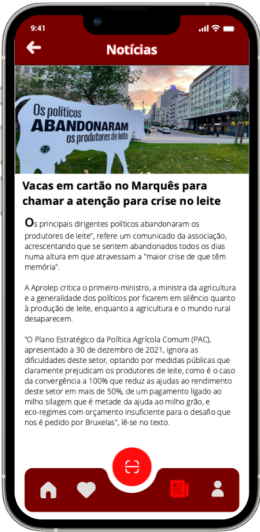 9:41
Notícias
Os políticos
ABANDONARAM
os produtores de leite
Vacas em cartão no Marquês para
chamar a atenção para crise no leite
Os principais dirigentes políticos abandonaram os
produtores de leite", refere um comunicado da associação,
acrescentando que se sentem abandonados todos os dias
numa altura em que atravessam a "maior crise de que têm
memória".
A Aprolep critica o primeiro-ministro, a ministra da agricultura
e a generalidade dos políticos por ficarem em silêncio quanto
à produção de leite, enquanto a agricultura e o mundo rural
desaparecem.
"O Plano Estratégico da Política Agrícola Comum (PAC),
apresentado a 30 de dezembro de 2021, ignora as
dificuldades deste setor, optando por medidas públicas que
claramente prejudicam os produtores de leite, como é o caso
da convergência a 100% que reduz as ajudas ao rendimento
deste setor em mais de 50%, de um pagamento ligado ao
milho silagem que é metade da ajuda ao milho grão, e
eco-regimes com orçamento insuficiente para o desafio que
nos é pedido por Bruxelas", lê-se no texto.